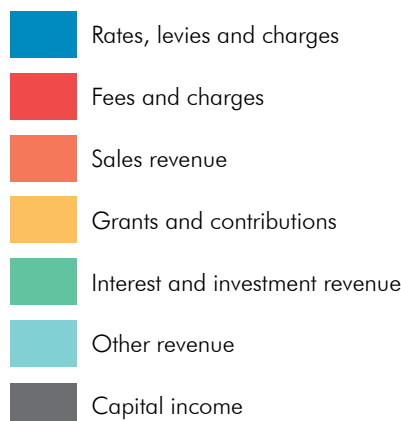 Rates, levies and charges
Fees and charges
Sales revenue
Grants and contributions
Interest and investment revenue
Other revenue
Capital income